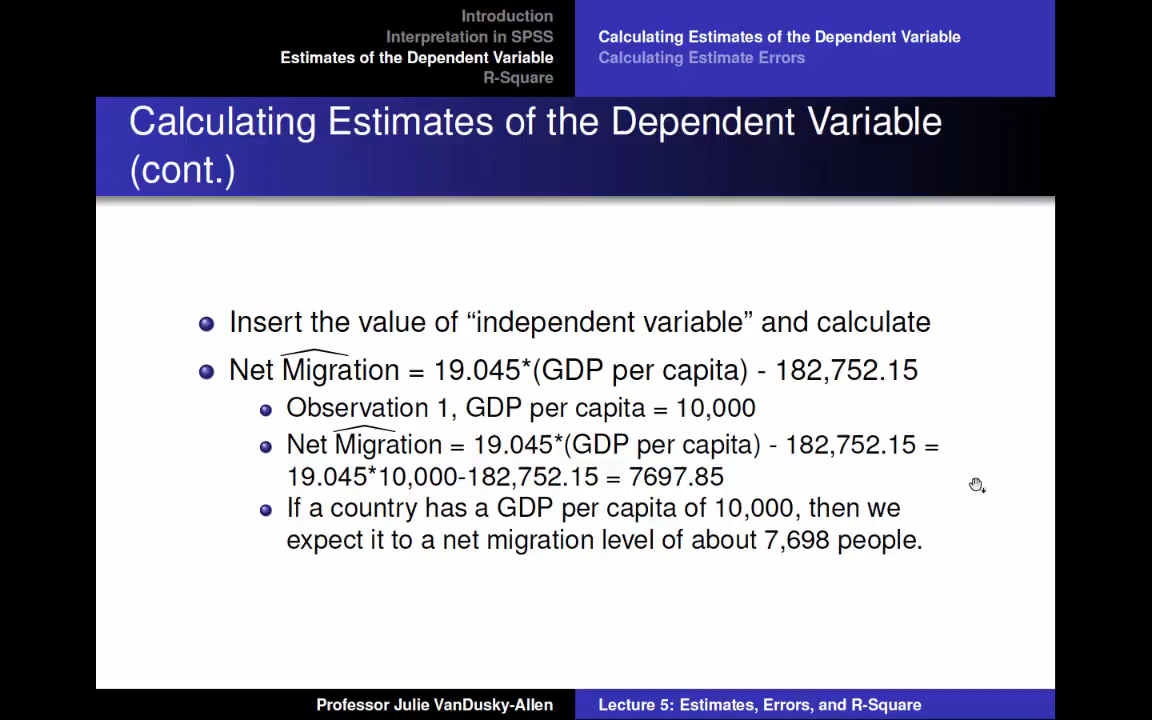 Introduction
Interpretation in SPSS
Estimates of the Dependent Variable
R-Square
Calculating Estimates of the Dependent Variable
Calculating Estimate Errors
Calculating Estimates of the Dependent Variable
(cont.)
Insert the value of “independent variable” and calculate
Net Migration = 19.045*(GDP per capita) - 182,752.15
Observation 1, GDP per capita = 10,000
Net Migration = 19.045*(GDP per capita) - 182,752.15 =
19.045*10,000-182,752.15 = 7697.85
If a country has a GDP per capita of 10,000, then we
expect it to a net migration level of about 7,698 people.
Professor Julie VanDusky-Allen
Lecture 5: Estimates, Errors, and R-Square